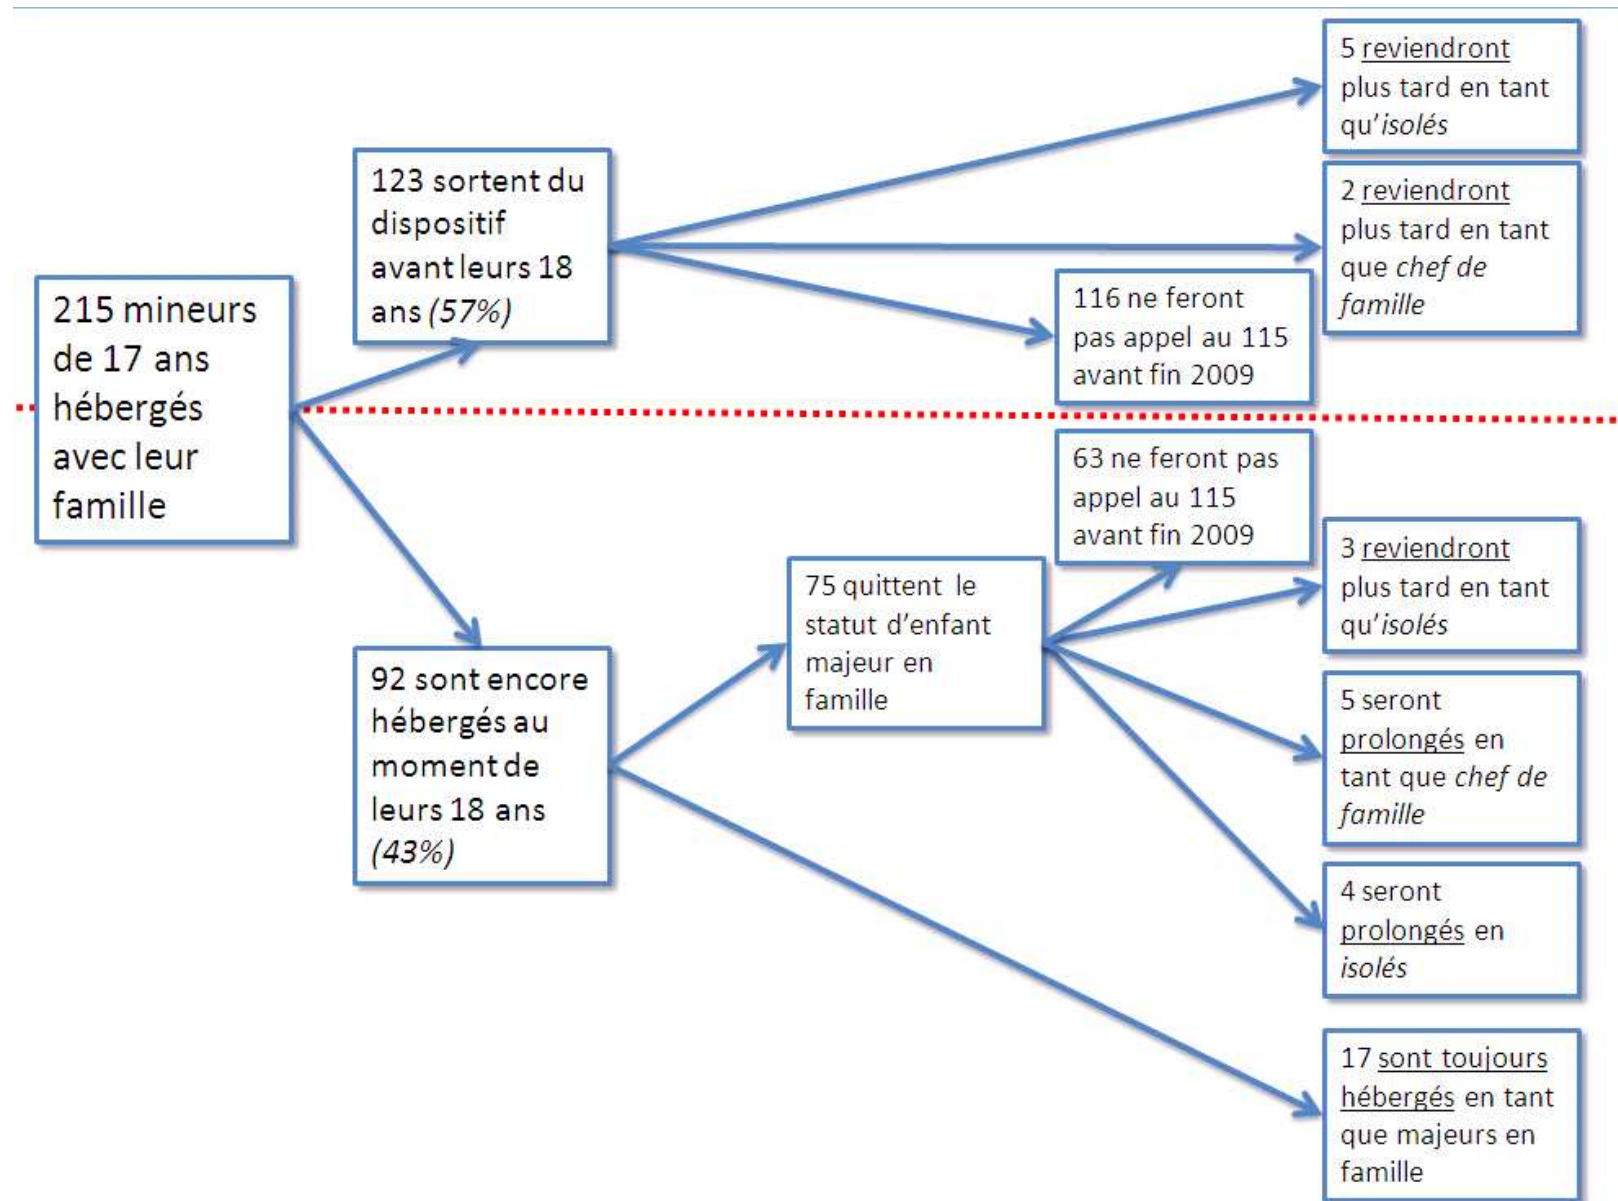 215 mineurs
de 17 ans
hébergés
avec leur
famille
123 sortent du
dispositif
avant leurs 18
ans (57%)
5 reviendront
plus tard en tant
qu'isolés
2 reviendront
plus tard en tant
que chef de
famille
116 ne feront
pas appel au 115
avant fin 2009
92 sont encore
hébergés au
moment de
leurs 18 ans
(43%)
75 quittent le
statut d'enfant
majeur en
famille
63 ne feront pas
appel au 115
avant fin 2009
3 reviendront
plus tard en tant
qu'isolés
5 seront
prolongés en
tant que chef de
famille
4 seront
prolongés en
isolés
17 sont toujours
hébergés en tant
que majeurs en
famille